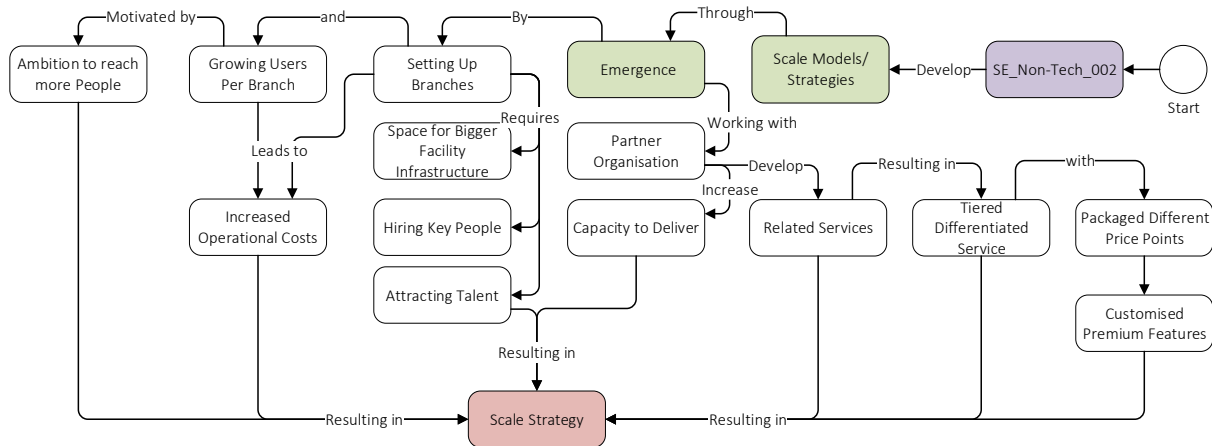 Motivated by
and
By
Through
Ambition to reach
more People
Growing Users
Per Branch
Setting Up
Branches
Emergence
Scale Models/
Strategies
Develop
SE_Non-Tech_002
Start
Requires
Working with
Leads to
Space for Bigger
Facility
Infrastructure
Partner
Organisation
Develop
Resulting in
with
Increase
Increased
Operational Costs
Hiring Key People
Capacity to Deliver
Related Services
Tiered
Differentiated
Service
Packaged Different
Price Points
Attracting Talent
Customised
Premium Features
Resulting in
Resulting in
Scale Strategy
Resulting in